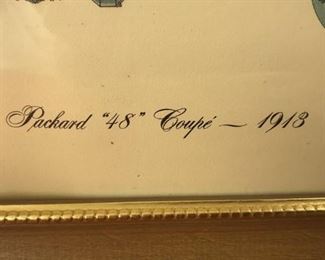 Packard "48" Coupé — 1913